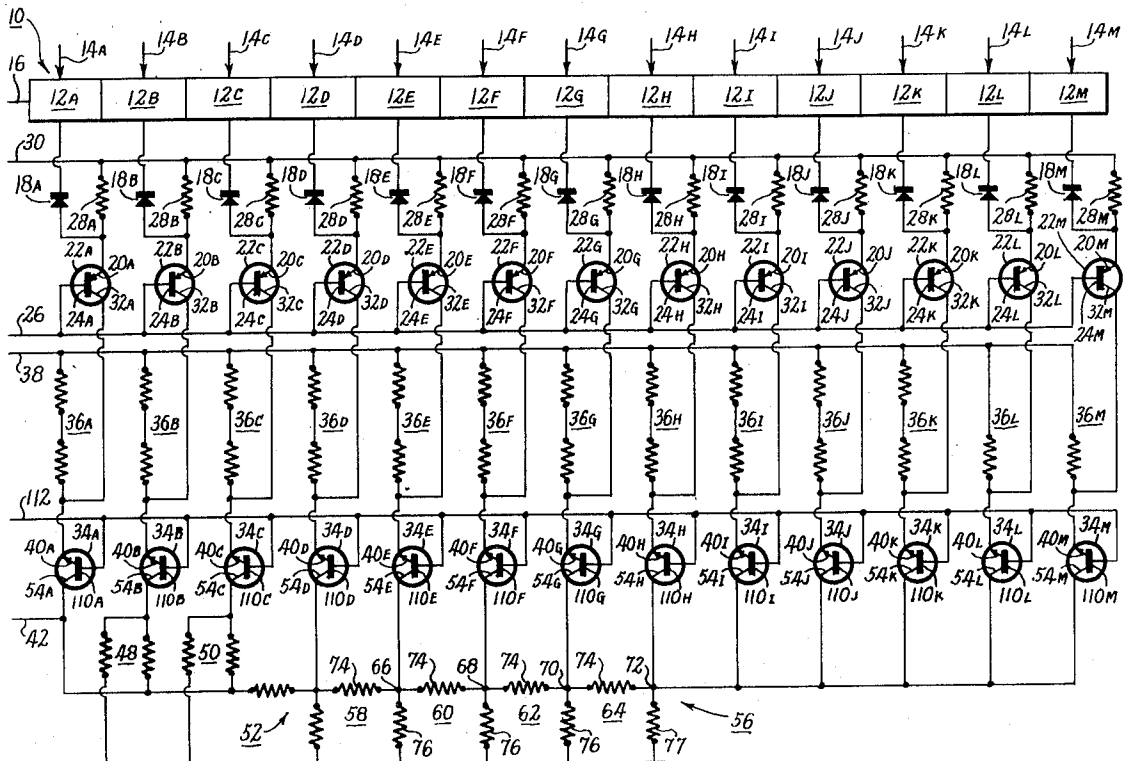 10
14A 14B 14C 14D 14E 14F 14G 14H 14I 14J 14K 14L 14M
16
12A 12B 12C 12D 12E 12F 12G 12H 12I 12J 12K 12L 12M
30
18A 18B 18C 18D 18E 18F 18G 18H 18I 18J 18K 18L 18M
28A 28B 28C 28D 28E 28F 28G 28H 28I 28J 28K 28L 28M
22A 22B 22C 22D 22E 22F 22G 22H 22I 22J 22K 22L 22M
20A 20B 20C 20D 20E 20F 20G 20H 20I 20J 20K 20L 20M
32A 32B 32C 32D 32E 32F 32G 32H 32I 32J 32K 32L 32M
26
24A 24B 24C 24D 24E 24F 24G 24H 24I 24J 24K 24L 24M
38
36A 36B 36C 36D 36E 36F 36G 36H 36I 36J 36K 36L 36M
112
34A 34B 34C 34D 34E 34F 34G 34H 34I 34J 34K 34L 34M
40A 40B 40C 40D 40E 40F 40G 40H 40I 40J 40K 40L 40M
54A 54B 54C 54D 54E 54F 54G 54H 54I 54J 54K 54L 54M
110A 110B 110C 110D 110E 110F 110G 110H 110I 110J 110K 110L 110M
42
48 50
74 66 74 68 74 70 74 72
52 58 60 62 64 56
76 76 76 77